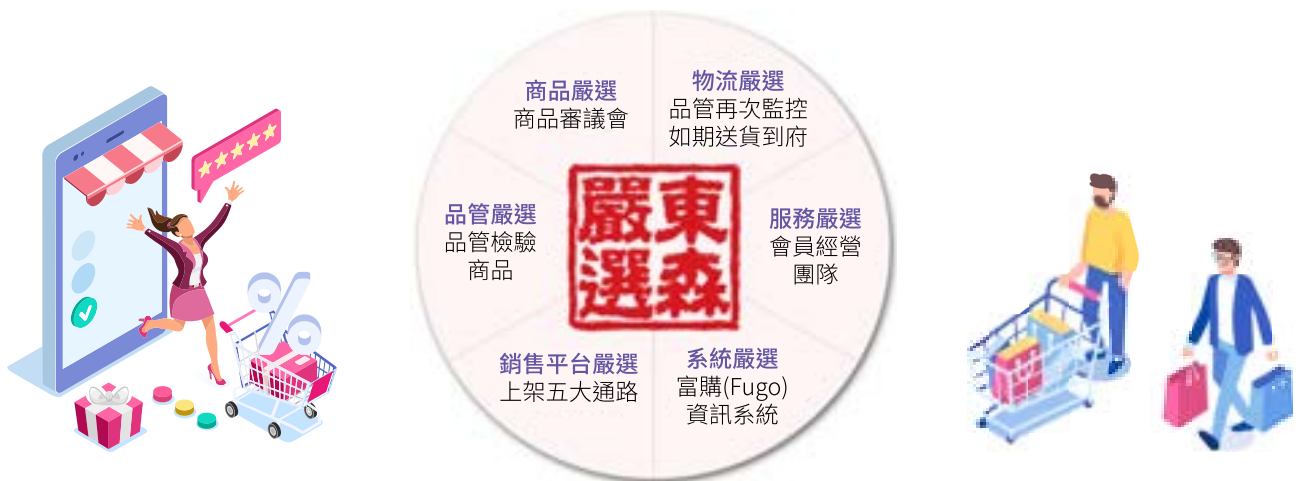 商品嚴選
商品審議會
物流嚴選
品管再次監控
如期送貨到府
品管嚴選
品管檢驗
商品
東森
嚴選
服務嚴選
會員經營
團隊
銷售平台嚴選
上架五大通路
系統嚴選
富購(Fugo)
資訊系統